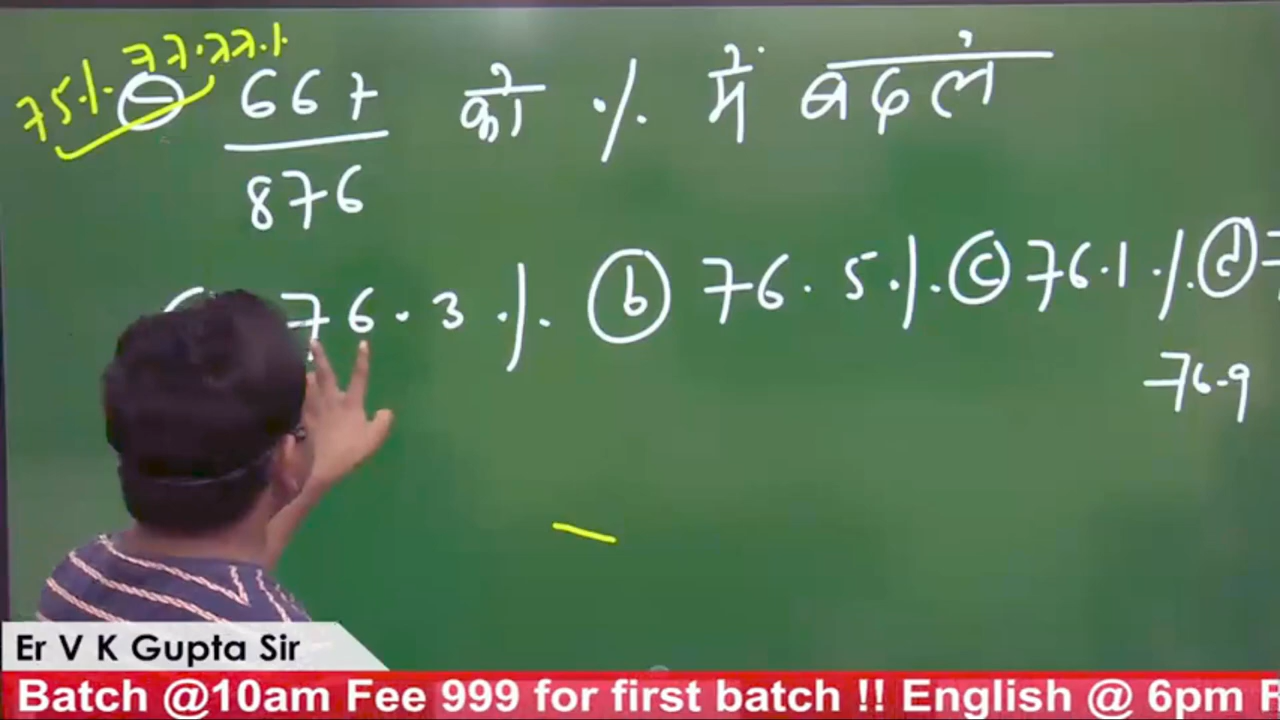 75% 77.77%
667 को % में बदले
876
76.3% (b) 76.5% (c) 76.1% (d)
76.9
Er V K Gupta Sir
Batch @10am Fee 999 for first batch !! English @ 6pm